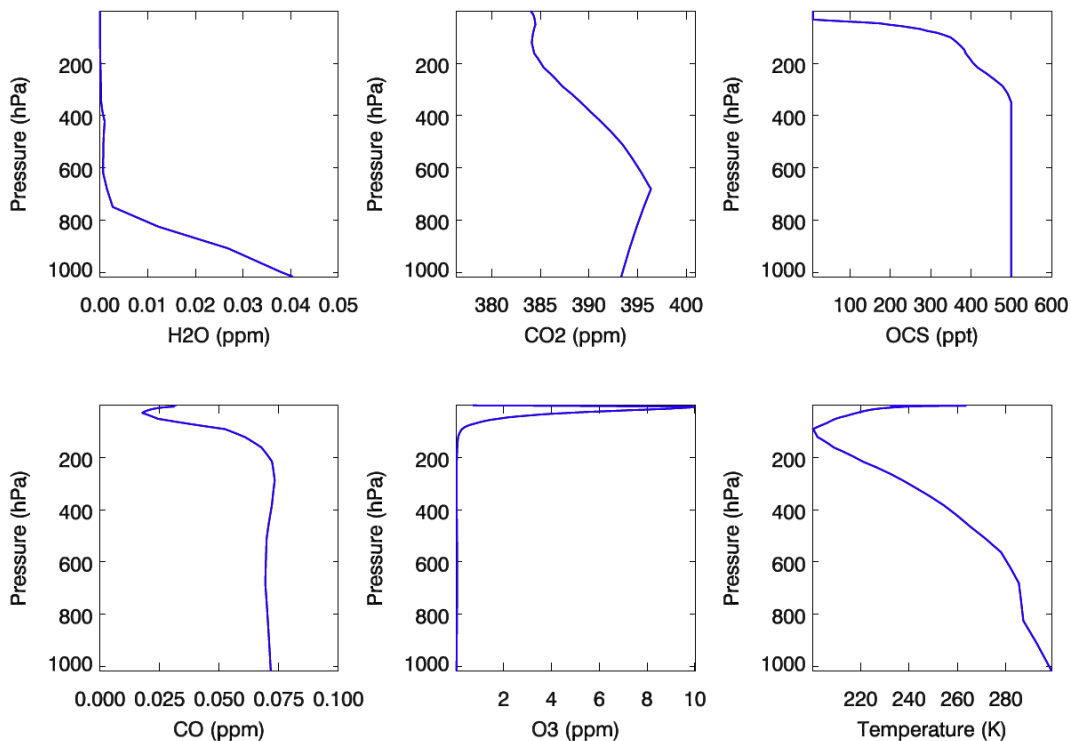 Pressure (hPa)
200
400
600
800
1000
0.00 0.01 0.02 0.03 0.04 0.05
H2O (ppm)
Pressure (hPa)
200
400
600
800
1000
380 385 390 395 400
CO2 (ppm)
Pressure (hPa)
200
400
600
800
1000
100 200 300 400 500 600
OCS (ppt)
Pressure (hPa)
200
400
600
800
1000
0.000 0.025 0.050 0.075 0.100
CO (ppm)
Pressure (hPa)
200
400
600
800
1000
2 4 6 8 10
O3 (ppm)
Pressure (hPa)
200
400
600
800
1000
220 240 260 280
Temperature (K)